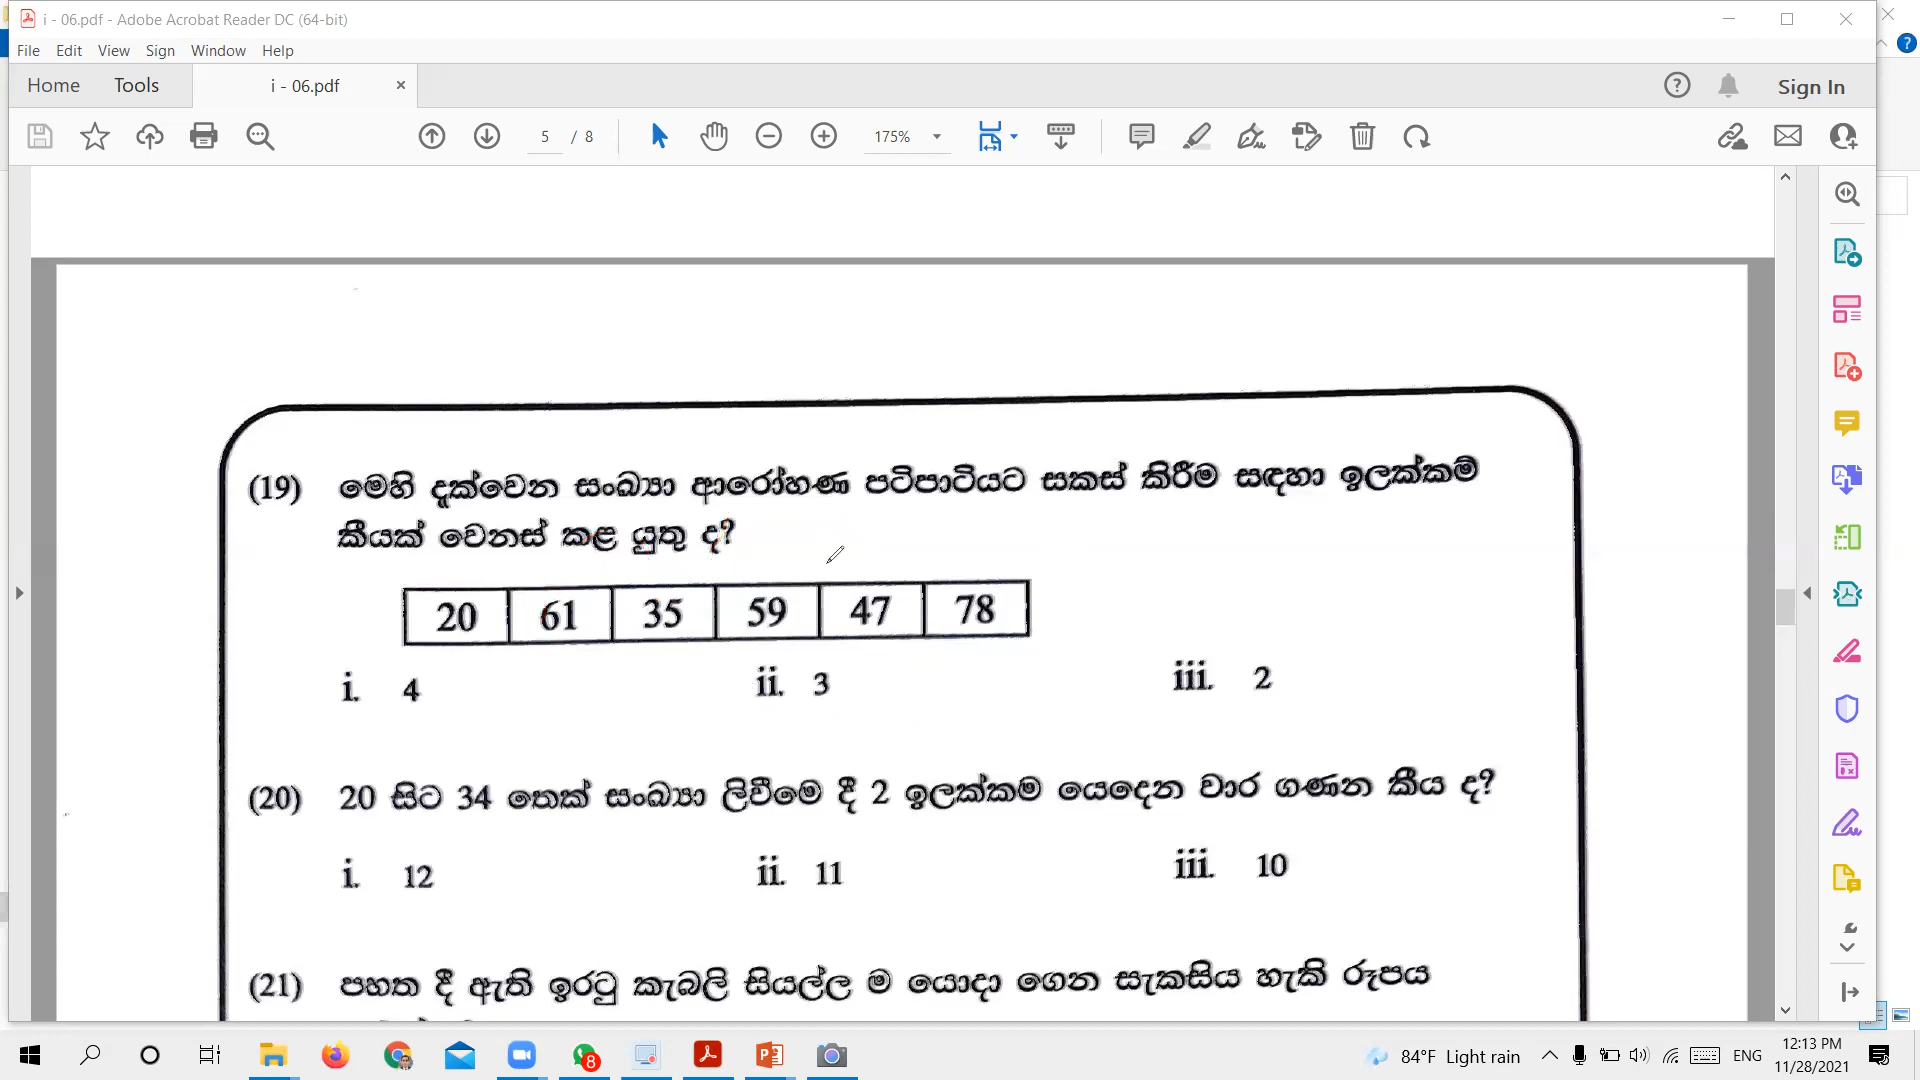 i - 06.pdf - Adobe Acrobat Reader DC (64-bit)
File Edit View Sign Window Help
Home Tools i - 06.pdf × Sign In
5 / 8 175%
(19) මෙහි දැක්වෙන සංඛ්‍යා ආරෝහණ පටිපාටියට සකස් කිරීම සඳහා ඉලක්කම්
කීයක් වෙනස් කළ යුතු ද?
20 61 35 59 47 78
i. 4 ii. 3 iii. 2
(20) 20 සිට 34 තෙක් සංඛ්‍යා ලිවීමේ දී 2 ඉලක්කම යෙදෙන වාර ගණන කීය ද?
i. 12 ii. 11 iii. 10
(21) පහත දී ඇති ඉරටු කැබලි සියල්ල ම යොදා ගෙන සැකසිය හැකි රූපය
8 84°F Light rain ENG 12:13 PM
11/28/2021